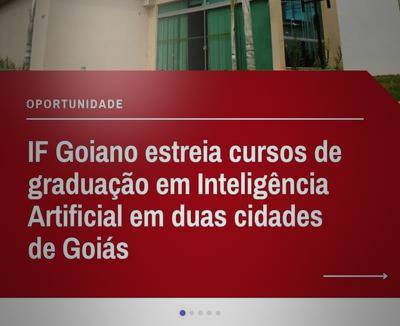 OPORTUNIDADE
IF Goiano estreia cursos de
graduação em Inteligência
Artificial em duas cidades
de Goiás